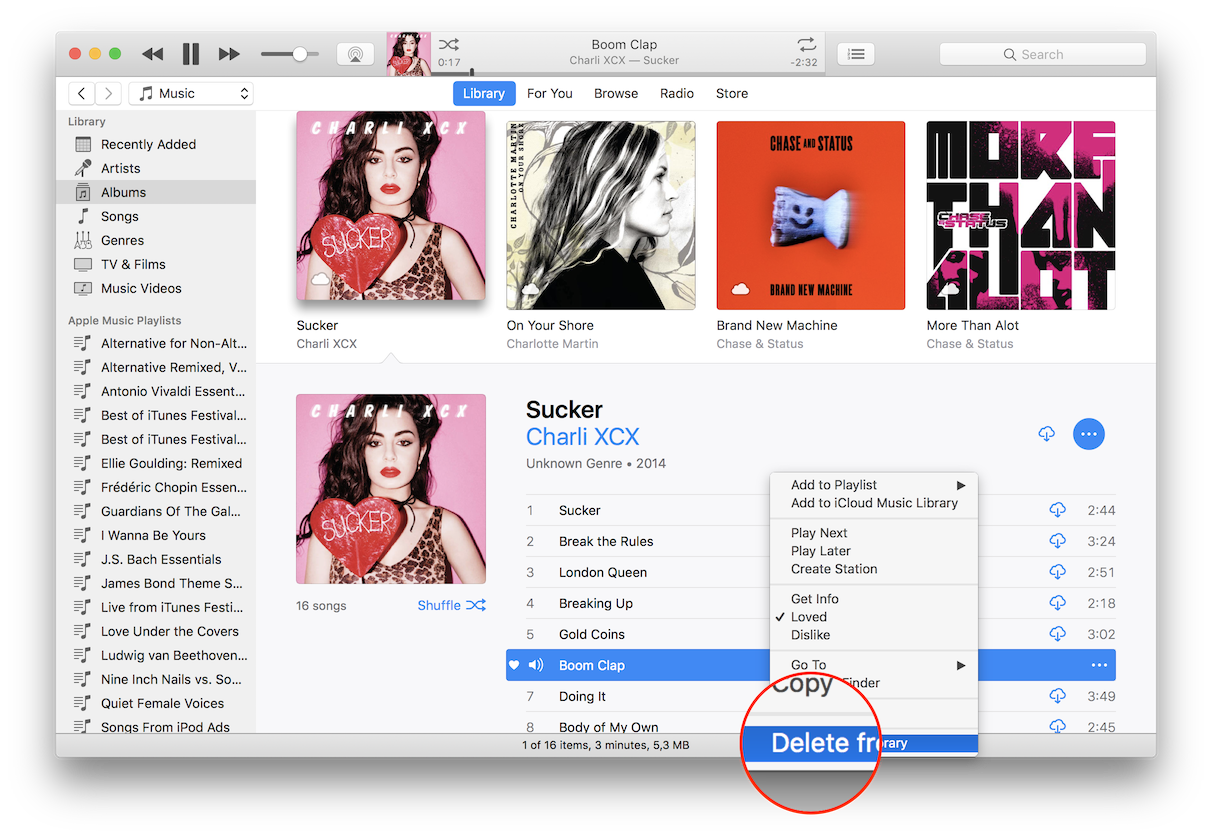 Boom Clap
Charli XCX — Sucker
0:17
-2:32
Search
Music
Library
For You
Browse
Radio
Store
Library
Recently Added
Artists
Albums
Songs
Genres
TV & Films
Music Videos
Apple Music Playlists
Alternative for Non-Alt...
Alternative Remixed, V...
Antonio Vivaldi Essent...
Best of iTunes Festival...
Best of iTunes Festival...
Ellie Goulding: Remixed
Frédéric Chopin Essen...
Guardians Of The Gal...
I Wanna Be Yours
J.S. Bach Essentials
James Bond Theme S...
Live from iTunes Festi...
Love Under the Covers
Ludwig van Beethoven...
Nine Inch Nails vs. So...
Quiet Female Voices
Songs From iPod Ads
CHARLI XCX
SUCKER
Sucker
Charli XCX
CHARLOTTE MARTIN
ON YOUR SHORE
On Your Shore
Charlotte Martin
CHASE AND STATUS
BRAND NEW MACHINE
Brand New Machine
Chase & Status
MORE
THAN
ALOT
CHASE & STATUS
More Than Alot
Chase & Status
CHARLI XCX
SUCKER
16 songs
Shuffle
Sucker
Charli XCX
Unknown Genre • 2014
1 Sucker 2:44
2 Break the Rules 3:24
3 London Queen 2:51
4 Breaking Up 2:18
5 Gold Coins 3:02
Boom Clap
7 Doing It 3:49
8 Body of My Own 2:45
Add to Playlist
Add to iCloud Music Library
Play Next
Play Later
Create Station
Get Info
✓ Loved
Dislike
Go To
Finder
Copy
Delete fr
brary
1 of 16 items, 3 minutes, 5,3 MB